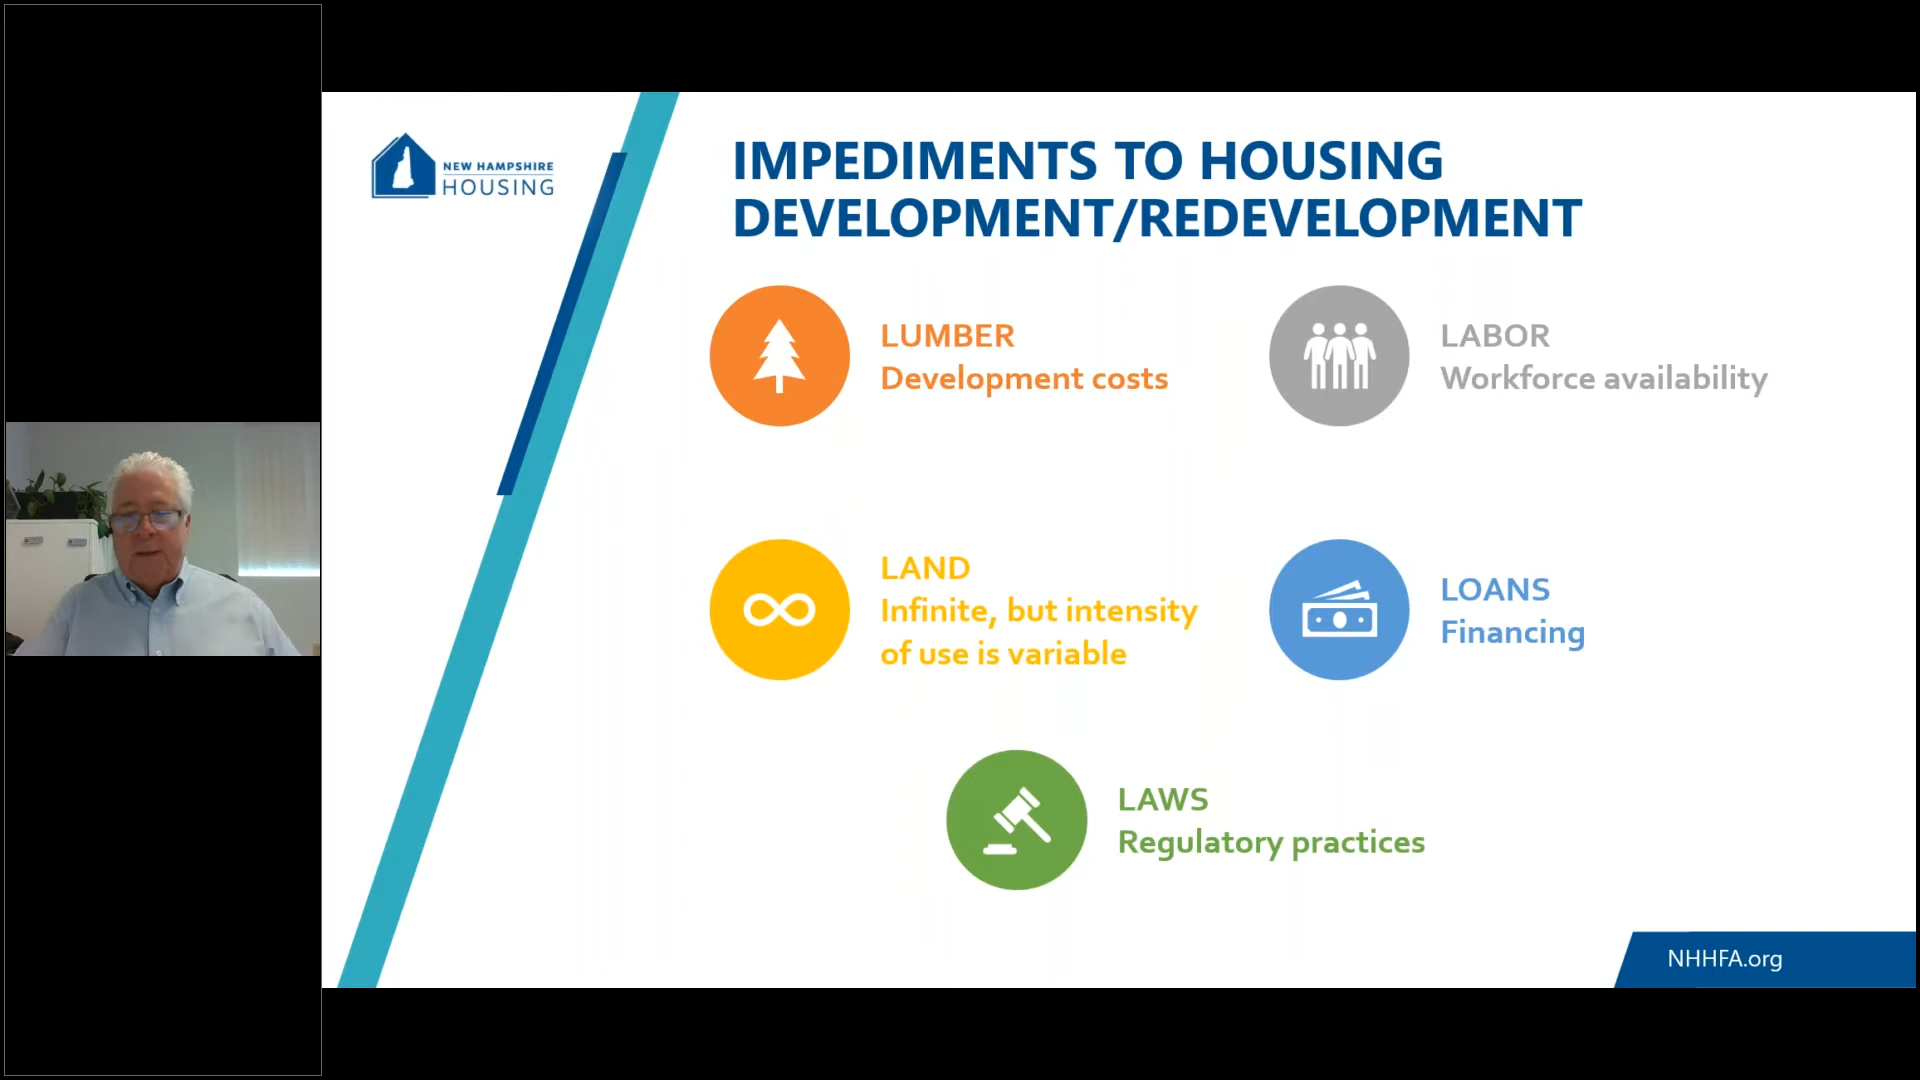 NEW HAMPSHIRE
HOUSING
IMPEDIMENTS TO HOUSING
DEVELOPMENT/REDEVELOPMENT
LUMBER
Development costs
LABOR
Workforce availability
LAND
Infinite, but intensity
of use is variable
LOANS
Financing
LAWS
Regulatory practices
NHHFA.org